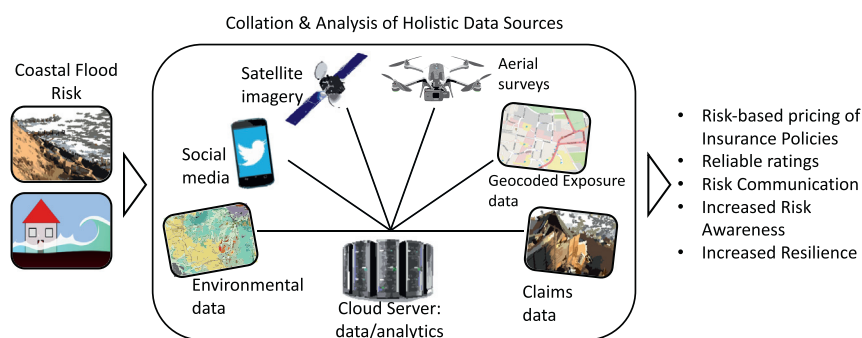 Collation & Analysis of Holistic Data Sources
Coastal Flood
Risk
Satellite
imagery
Aerial
surveys
Social
media
Geocoded Exposure
data
Environmental
data
Cloud Server:
data/analytics
Claims
data
• Risk-based pricing of
Insurance Policies
• Reliable ratings
• Risk Communication
• Increased Risk
Awareness
• Increased Resilience